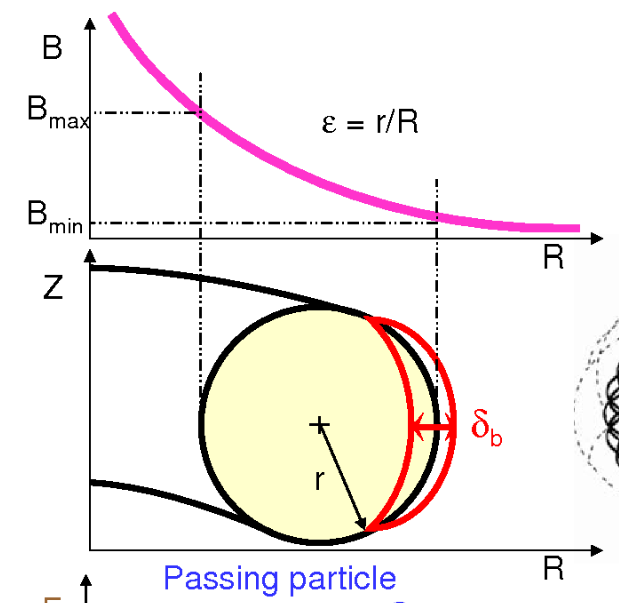 B
B_max
ε = r/R
B_min
R
Z
δ_b
r
R
Passing particle